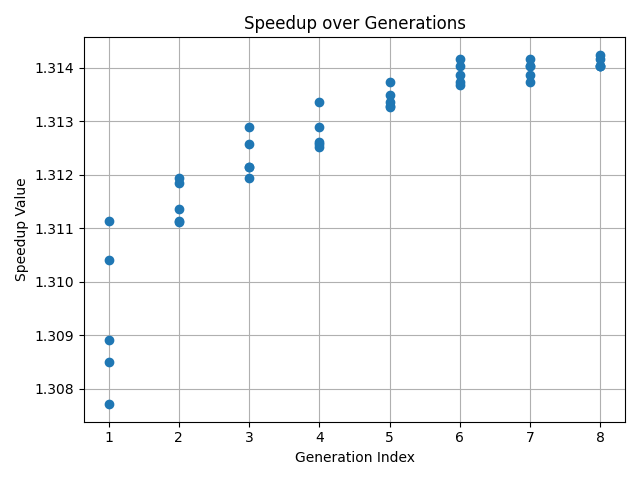 Speedup over Generations
1.314
1.313
1.312
1.311
1.310
1.309
1.308
Speedup Value
1 2 3 4 5 6 7 8
Generation Index